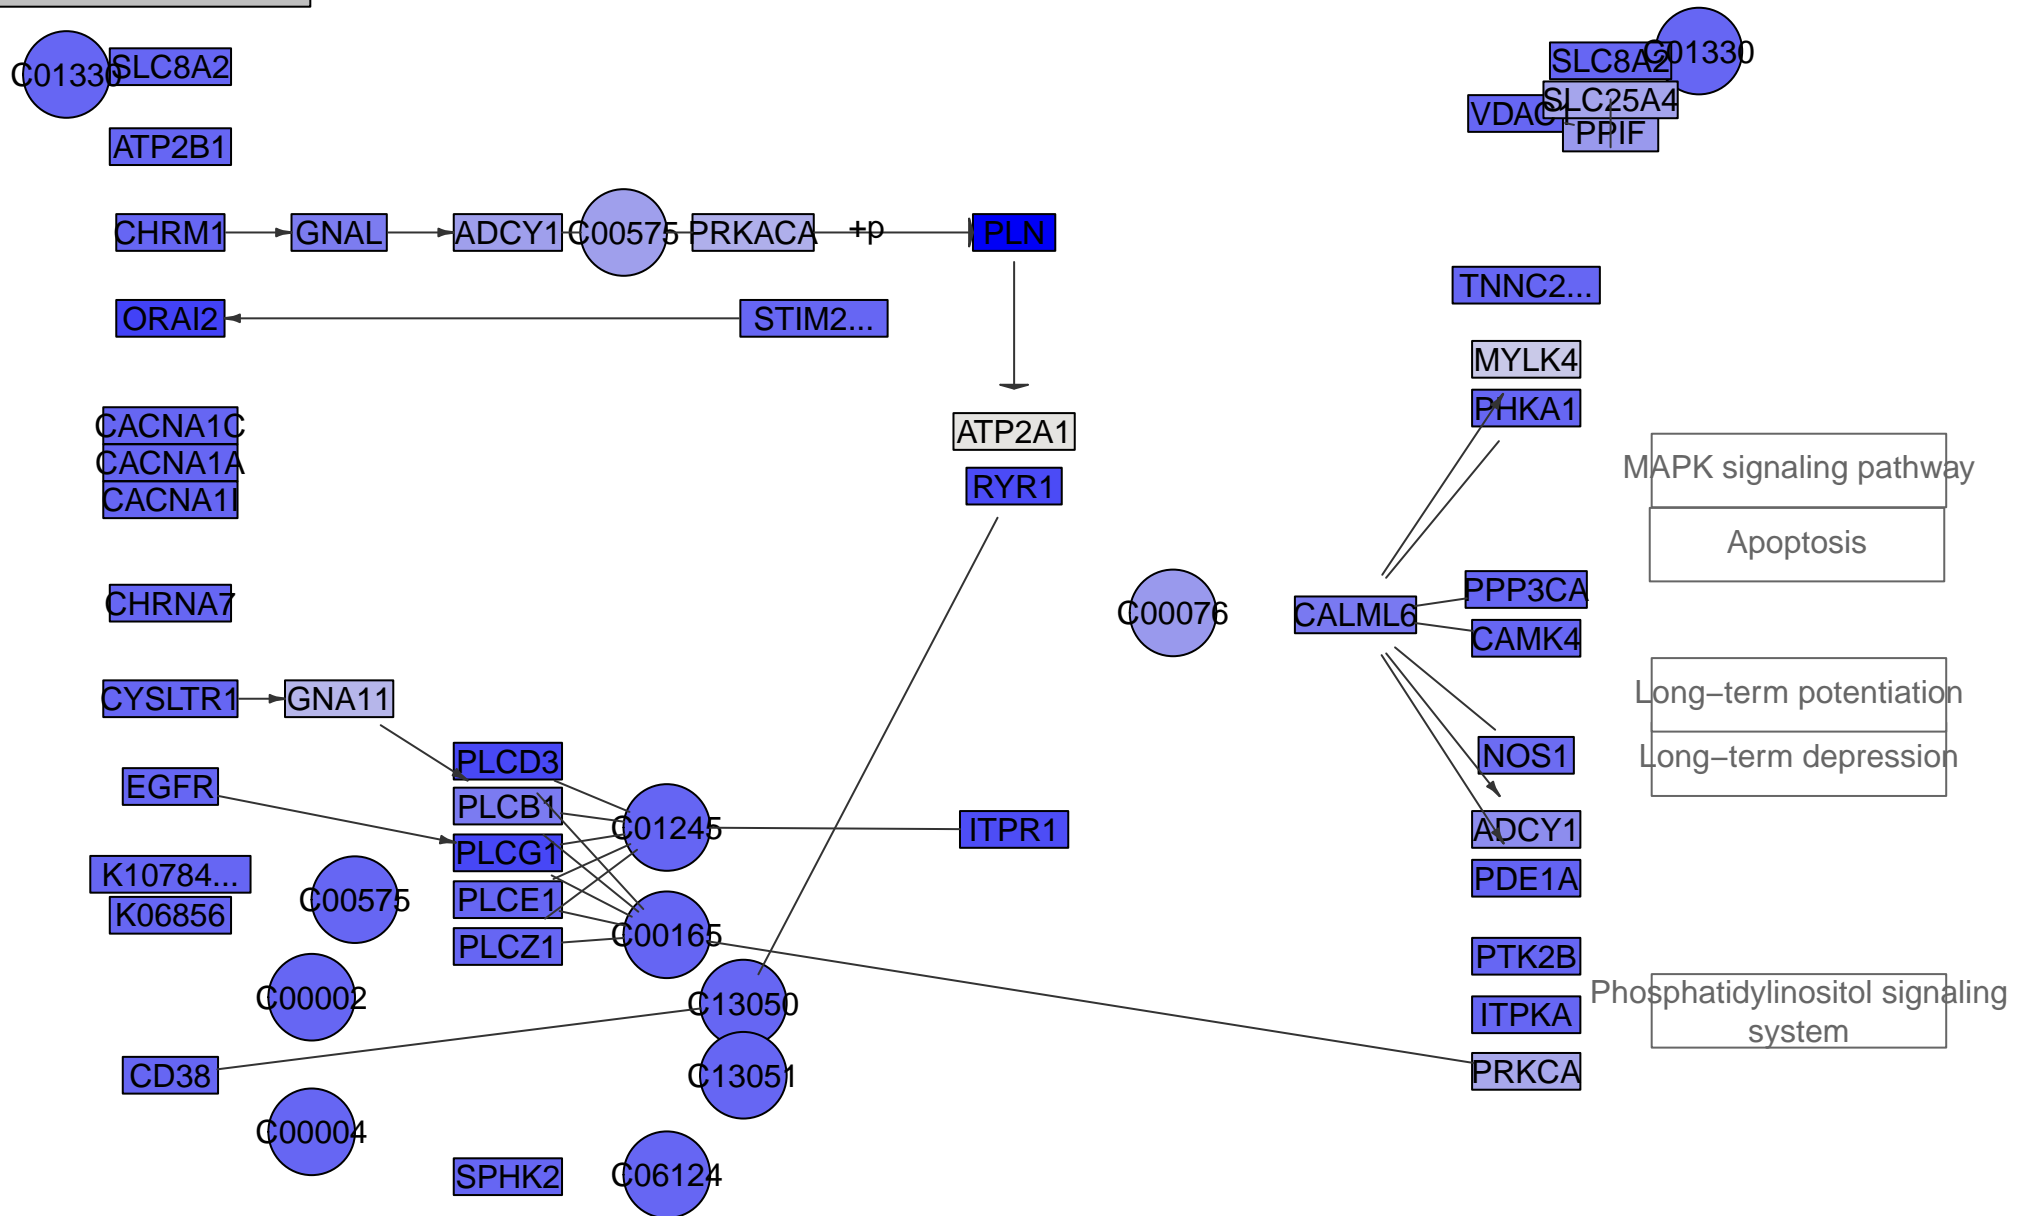 C01330
SLC8A2
SLC8A2
C01330
SLC25A4
VDAC1
PPIF
ATP2B1
CHRM1
GNAL
ADCY1
C00575
PRKACA
+p
PLN
TNNC2...
ORAI2
STIM2...
MYLK4
PHKA1
CACNA1C
CACNA1A
CACNA1I
ATP2A1
RYR1
MAPK signaling pathway
Apoptosis
CHRNA7
C00076
CALML6
PPP3CA
CAMK4
CYSLTR1
GNA11
Long−term potentiation
Long−term depression
NOS1
EGFR
PLCD3
PLCB1
PLCG1
PLCE1
PLCZ1
C01245
C00165
ITPR1
ADCY1
PDE1A
K10784...
K06856
C00575
PTK2B
C00002
C13050
ITPKA
Phosphatidylinositol signaling
system
CD38
C13051
PRKCA
C00004
SPHK2
C06124